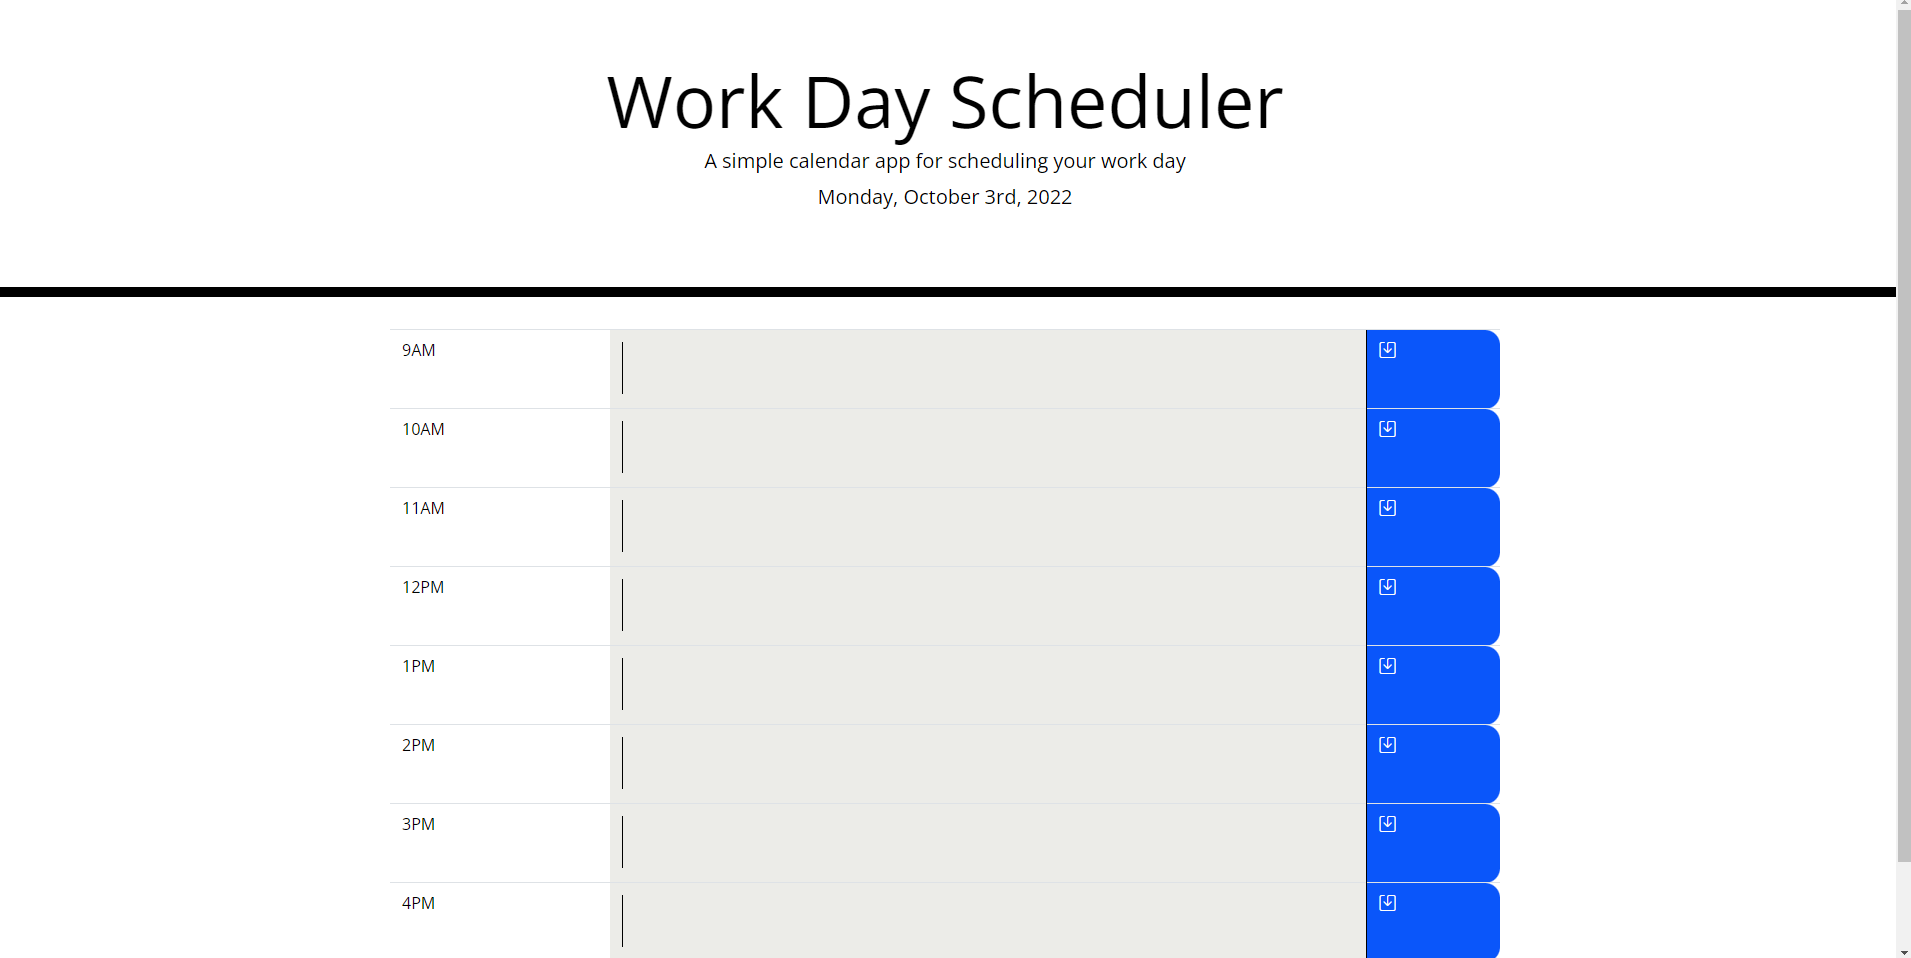 Work Day Scheduler
A simple calendar app for scheduling your work day
Monday, October 3rd, 2022
9AM
10AM
11AM
12PM
1PM
2PM
3PM
4PM